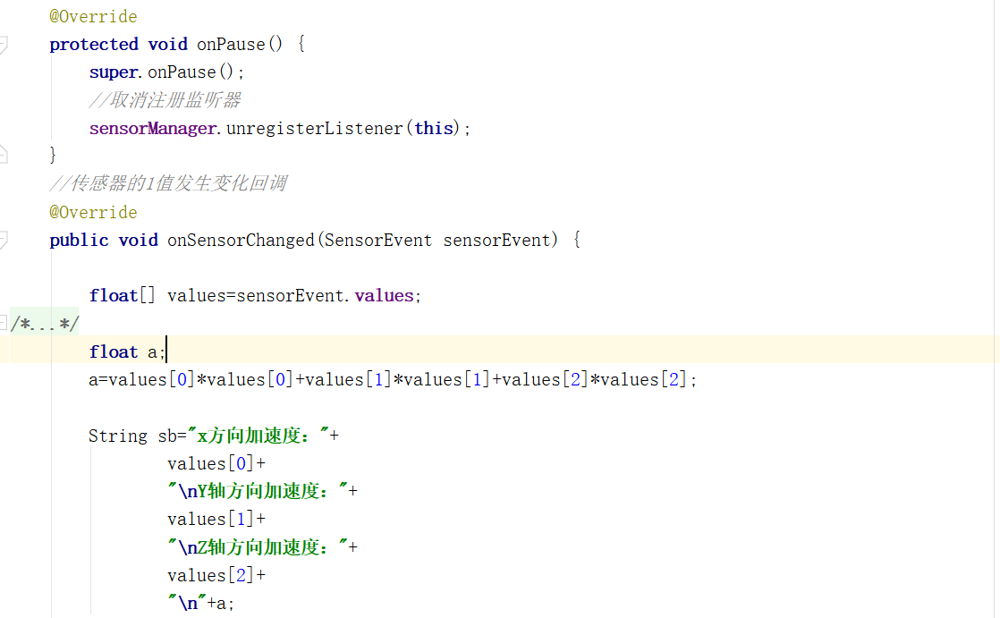 @Override
protected void onPause() {
super.onPause();
//取消注册监听器
sensorManager.unregisterListener(this);
}
//传感器的1值发生变化回调
@Override
public void onSensorChanged(SensorEvent sensorEvent) {
float[] values=sensorEvent.values;
/*...*/
float a;
a=values[0]*values[0]+values[1]*values[1]+values[2]*values[2];
String sb="x方向加速度："+
values[0]+
"\nY轴方向加速度："+
values[1]+
"\nZ轴方向加速度："+
values[2]+
"\n"+a;